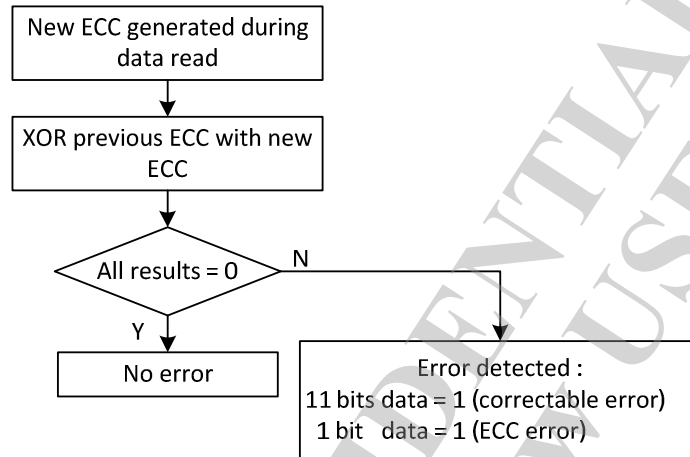 New ECC generated during
data read
XOR previous ECC with new
ECC
All results = 0
N
Y
No error
Error detected :
11 bits data = 1 (correctable error)
1 bit data = 1 (ECC error)